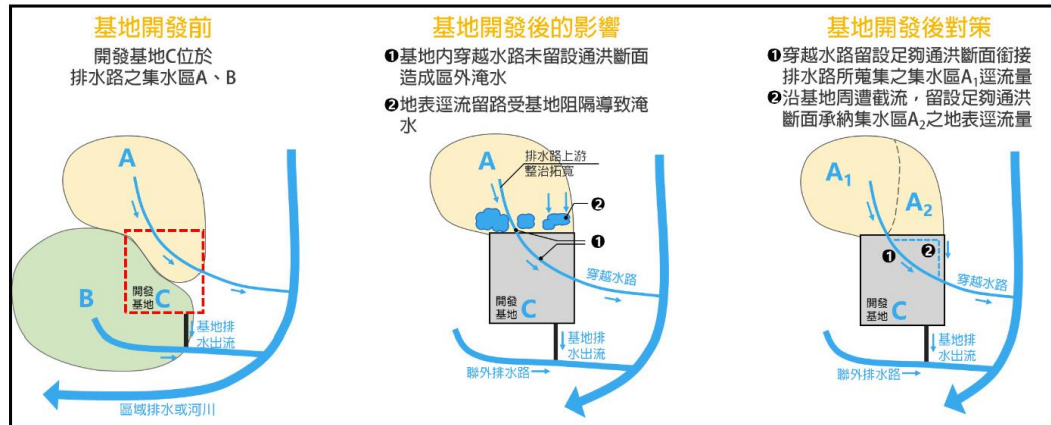 基地開發前
開發基地C位於
排水路之集水區A、B
A
B
開發
基地 C
基地排
水出流
區域排水或河川
基地開發後的影響
❶基地內穿越水路未留設通洪斷面
造成區外淹水
❷地表逕流留路受基地阻隔導致淹
水
A
排水路上游
整治拓寬
❷
❶
穿越水路
開發
基地 C
基地排
水出流
聯外排水路
基地開發後對策
❶穿越水路留設足夠通洪斷面銜接
排水路所蒐集之集水區A₁逕流量
❷沿基地周遭截流，留設足夠通洪
斷面承納集水區A₂之地表逕流量
A₁
A₂
❶
❷
穿越水路
開發
基地 C
基地排
水出流
聯外排水路